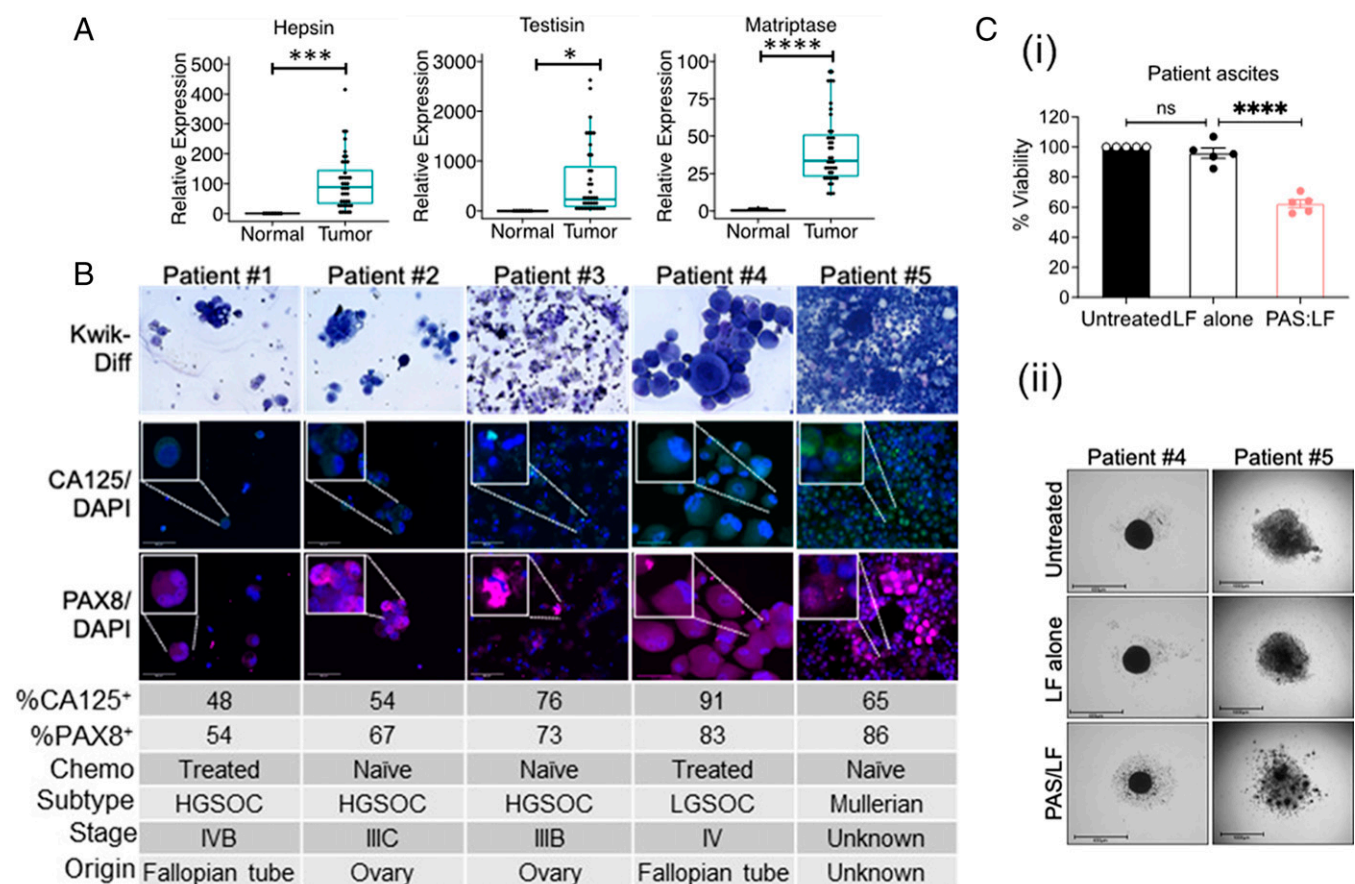 A
Hepsin
***
Relative Expression
500
400
300
200
100
0
Normal Tumor
Testisin
*
Relative Expression
3000
2000
1000
0
Normal Tumor
Matriptase
****
Relative Expression
100
75
50
25
0
Normal Tumor
B
Patient #1 Patient #2 Patient #3 Patient #4 Patient #5
Kwik-
Diff
CA125/
DAPI
PAX8/
DAPI
%CA125+ 48 54 76 91 65
%PAX8+ 54 67 73 83 86
Chemo Treated Naïve Naïve Treated Naïve
Subtype HGSOC HGSOC HGSOC LGSOC Mullerian
Stage IVB IIIC IIIB IV Unknown
Origin Fallopian tube Ovary Ovary Fallopian tube Unknown
C
(i)
Patient ascites
ns ****
% Viability
120
100
80
60
40
20
0
Untreated LF alone PAS:LF
(ii)
Patient #4 Patient #5
Untreated
LF alone
PAS/LF